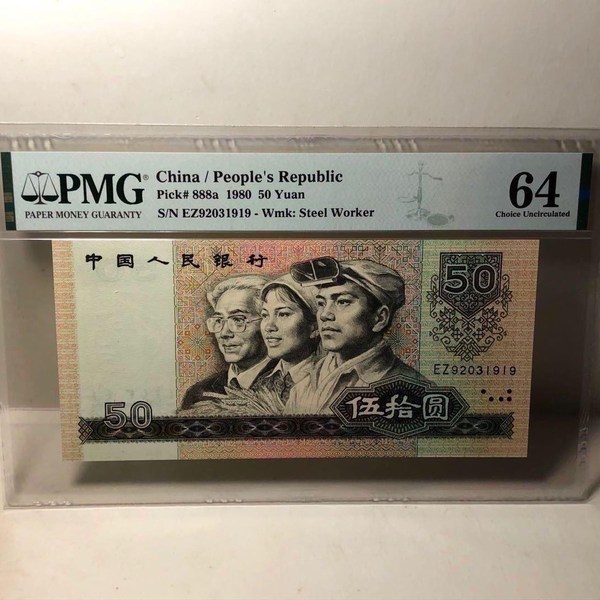 PMG®
PAPER MONEY GUARANTY
China / People's Republic
Pick# 888a 1980 50 Yuan
S/N EZ92031919 - Wmk: Steel Worker
64
Choice Uncirculated
中国人民银行
50
EZ92031919
50
伍拾圆